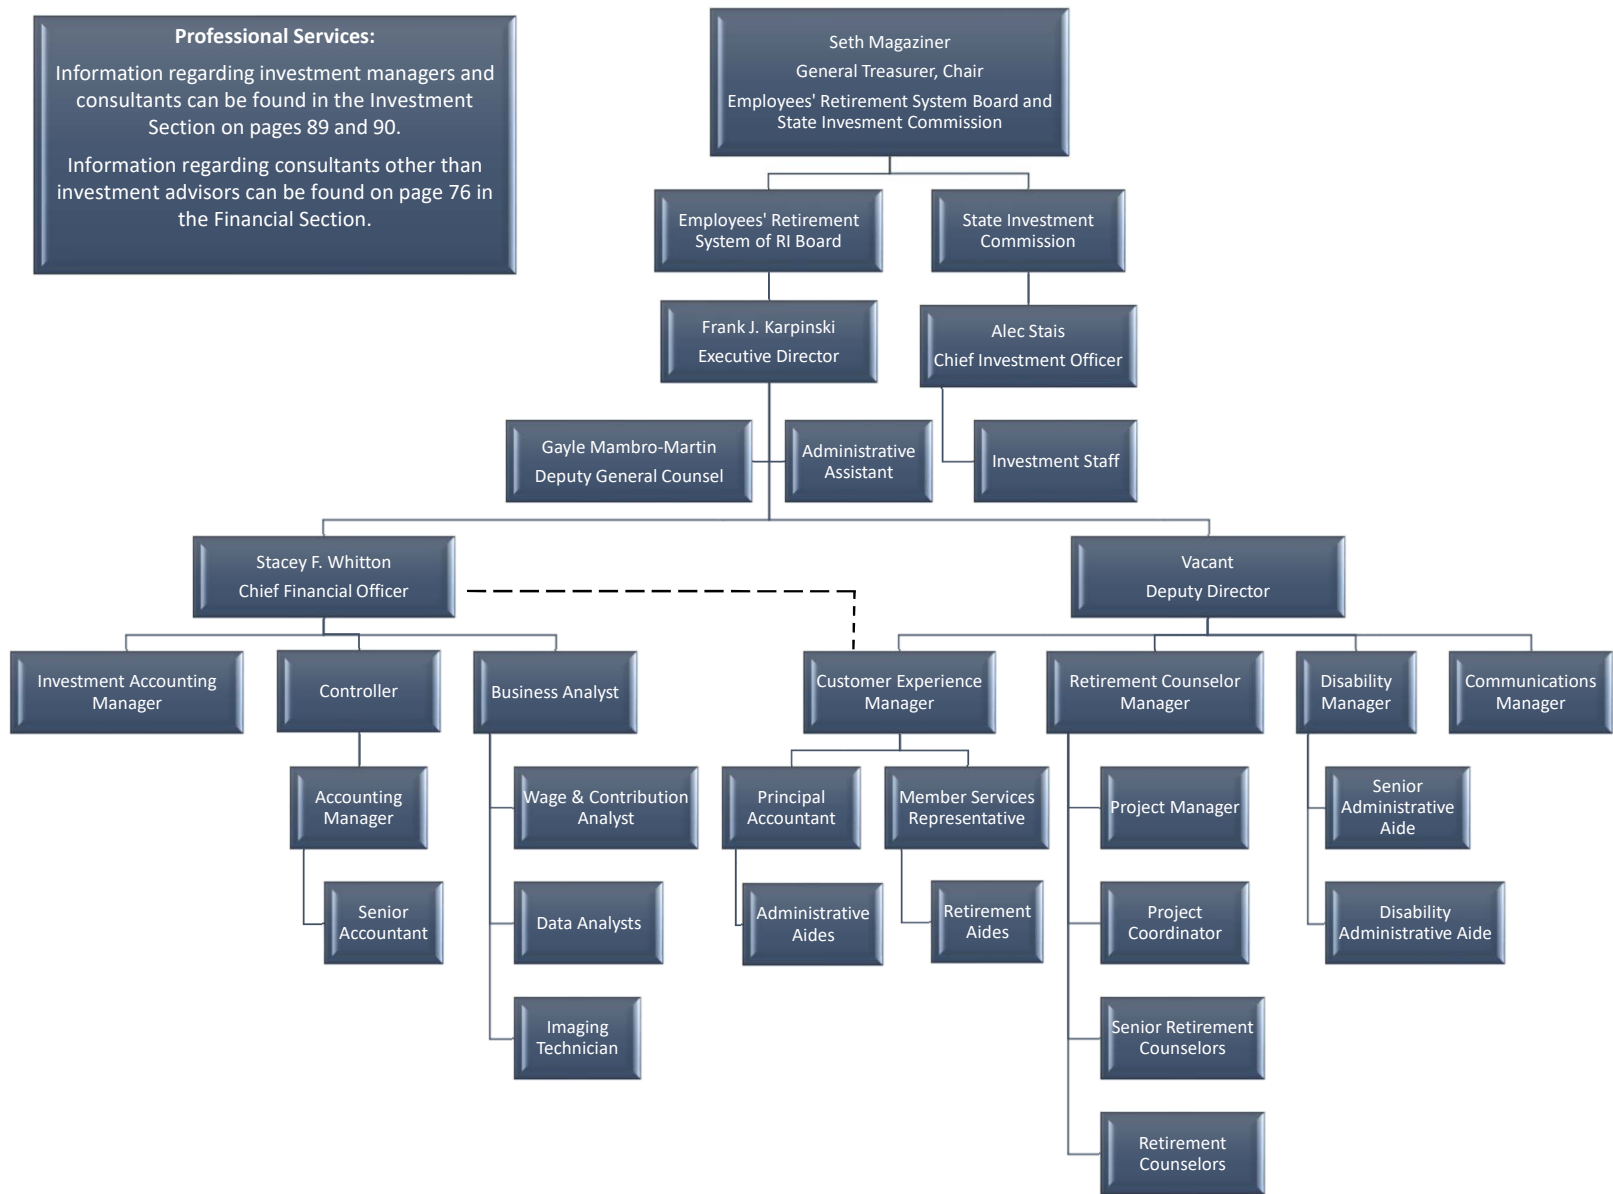 Professional Services:
Information regarding investment managers and
consultants can be found in the Investment
Section on pages 89 and 90.
Information regarding consultants other than
investment advisors can be found on page 76 in
the Financial Section.
Seth Magaziner
General Treasurer, Chair
Employees' Retirement System Board and
State Invesment Commission
Employees' Retirement
System of RI Board
State Investment
Commission
Frank J. Karpinski
Executive Director
Alec Stais
Chief Investment Officer
Gayle Mambro-Martin
Deputy General Counsel
Administrative
Assistant
Investment Staff
Stacey F. Whitton
Chief Financial Officer
Vacant
Deputy Director
Investment Accounting
Manager
Controller
Business Analyst
Customer Experience
Manager
Retirement Counselor
Manager
Disability
Manager
Communications
Manager
Accounting
Manager
Wage & Contribution
Analyst
Principal
Accountant
Member Services
Representative
Project Manager
Senior
Administrative
Aide
Senior
Accountant
Data Analysts
Administrative
Aides
Retirement
Aides
Project
Coordinator
Disability
Administrative Aide
Imaging
Technician
Senior Retirement
Counselors
Retirement
Counselors